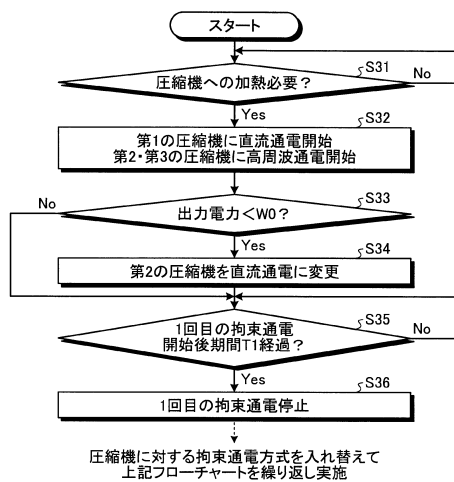 スタート
圧縮機への加熱必要？
S31
No
Yes
S32
第1の圧縮機に直流通電開始
第2・第3の圧縮機に高周波通電開始
S33
No
出力電力＜W0？
Yes
S34
第2の圧縮機を直流通電に変更
S35
1回目の拘束通電
開始後期間T1経過？
No
Yes
S36
1回目の拘束通電停止
圧縮機に対する拘束通電方式を入れ替えて
上記フローチャートを繰り返し実施